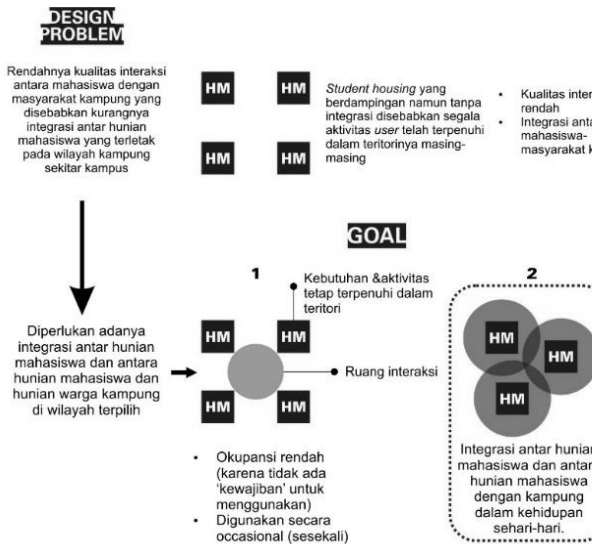 DESIGN
PROBLEM
Rendahnya kualitas interaksi
antara mahasiswa dengan
masyarakat kampung yang
disebabkan kurangnya
integrasi antar hunian
mahasiswa yang terletak
pada wilayah kampung
sekitar kampus
HM HM
HM HM
Student housing yang
berdampingan namun tanpa
integrasi disebabkan segala
aktivitas user telah terpenuhi
dalam teritorinya masing-
masing
• Kualitas inter
rendah
• Integrasi anta
mahasiswa-
masyarakat k
GOAL
Diperlukan adanya
integrasi antar hunian
mahasiswa dan antara
hunian mahasiswa dan
hunian warga kampung
di wilayah terpilih
1
Kebutuhan &aktivitas
tetap terpenuhi dalam
teritori
HM HM
Ruang interaksi
HM HM
• Okupansi rendah
(karena tidak ada
‘kewajiban’ untuk
menggunakan)
• Digunakan secara
occasional (sesekali)
2
HM
HM
HM
Integrasi antar hunian
mahasiswa dan antar
hunian mahasiswa
dengan kampung
dalam kehidupan
sehari-hari.